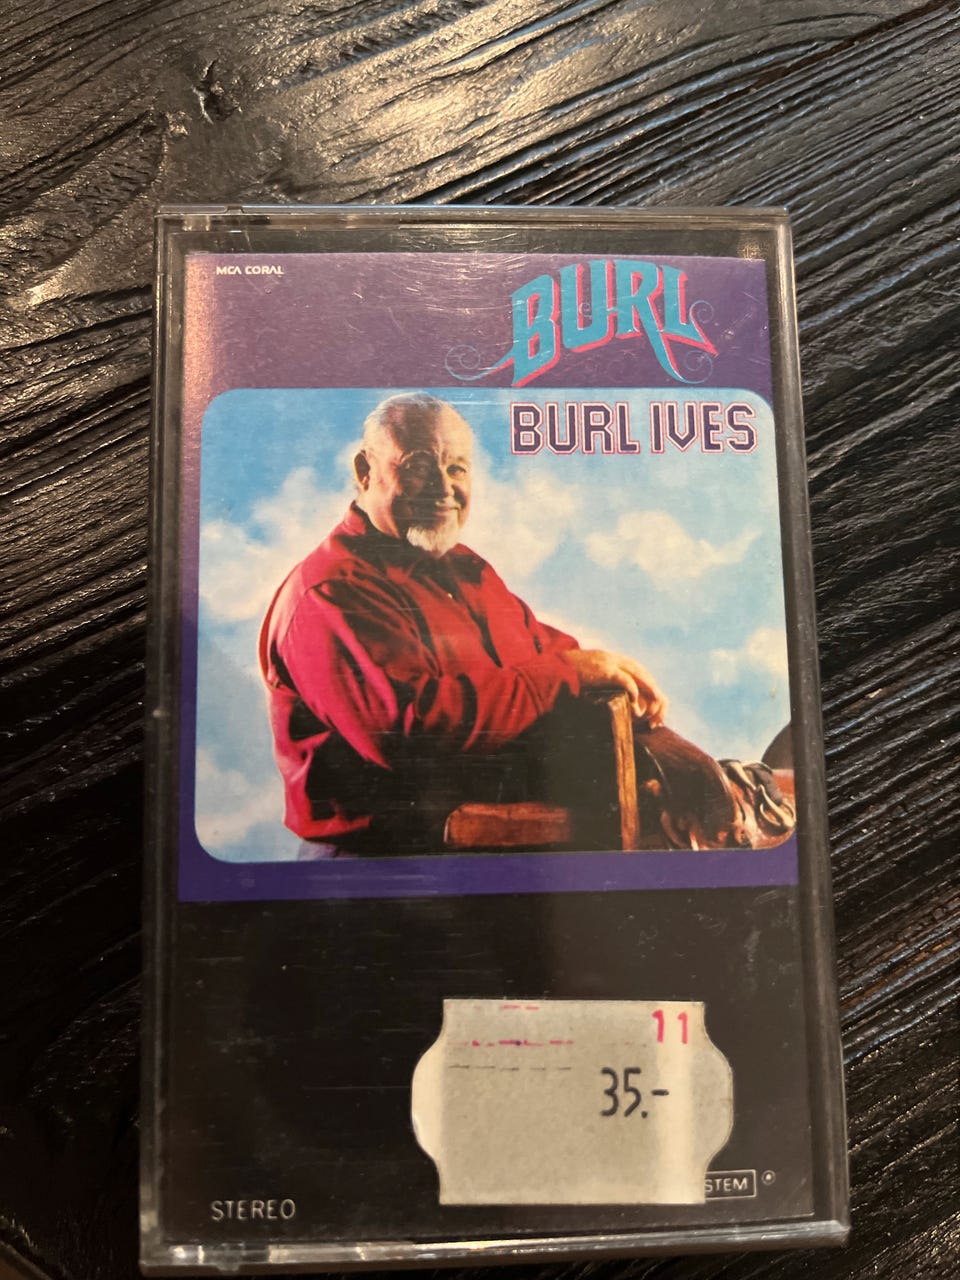 MCA CORAL
BURL
BURL IVES
11
35.-
STEM
STEREO